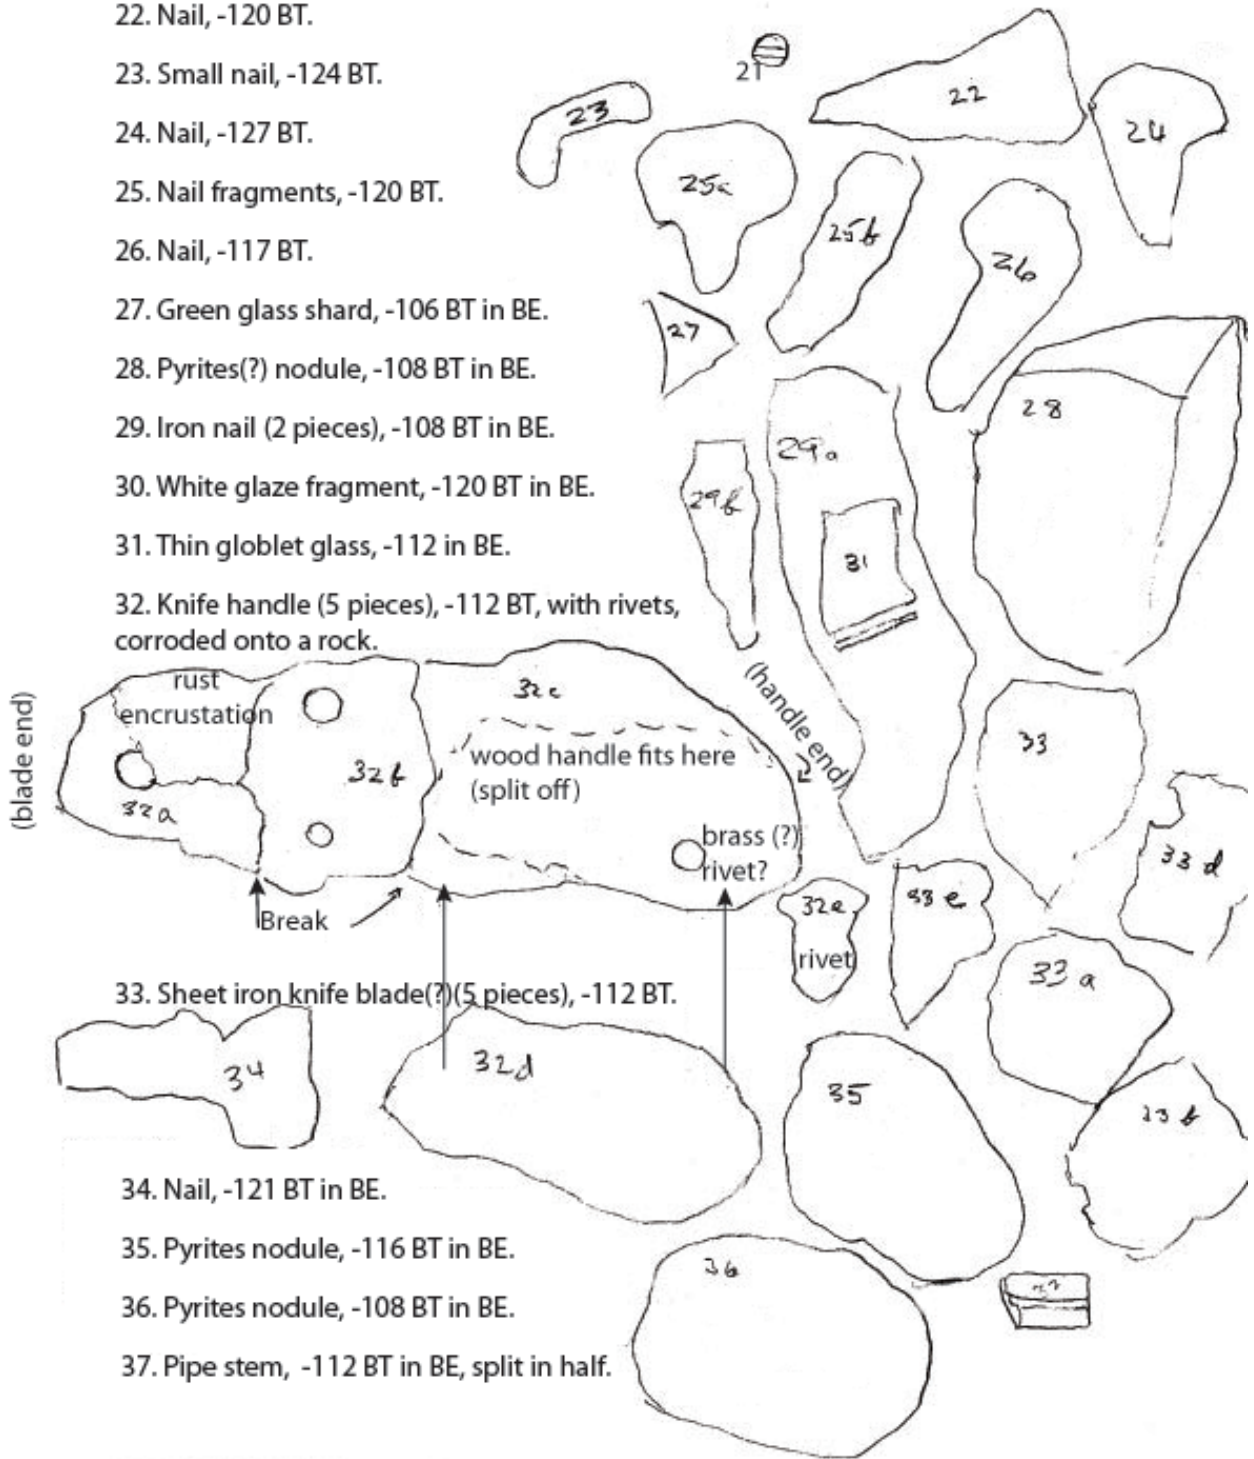 22. Nail, -120 BT.
21
22
23. Small nail, -124 BT.
23
24
24. Nail, -127 BT.
25a
25b
25. Nail fragments, -120 BT.
26. Nail, -117 BT.
26
27. Green glass shard, -106 BT in BE.
27
28. Pyrites(?) nodule, -108 BT in BE.
28
29. Iron nail (2 pieces), -108 BT in BE.
29a
29b
30. White glaze fragment, -120 BT in BE.
31. Thin globlet glass, -112 in BE.
31
32. Knife handle (5 pieces), -112 BT, with rivets,
corroded onto a rock.
(blade end)
rust
encrustation
32a
32b
32c
wood handle fits here
(split off)
(handle end)
brass (?)
rivet?
Break
32e
rivet
33
33d
33e
33a
33. Sheet iron knife blade(?)(5 pieces), -112 BT.
34
32d
35
33b
34. Nail, -121 BT in BE.
35. Pyrites nodule, -116 BT in BE.
36
36. Pyrites nodule, -108 BT in BE.
37
37. Pipe stem, -112 BT in BE, split in half.